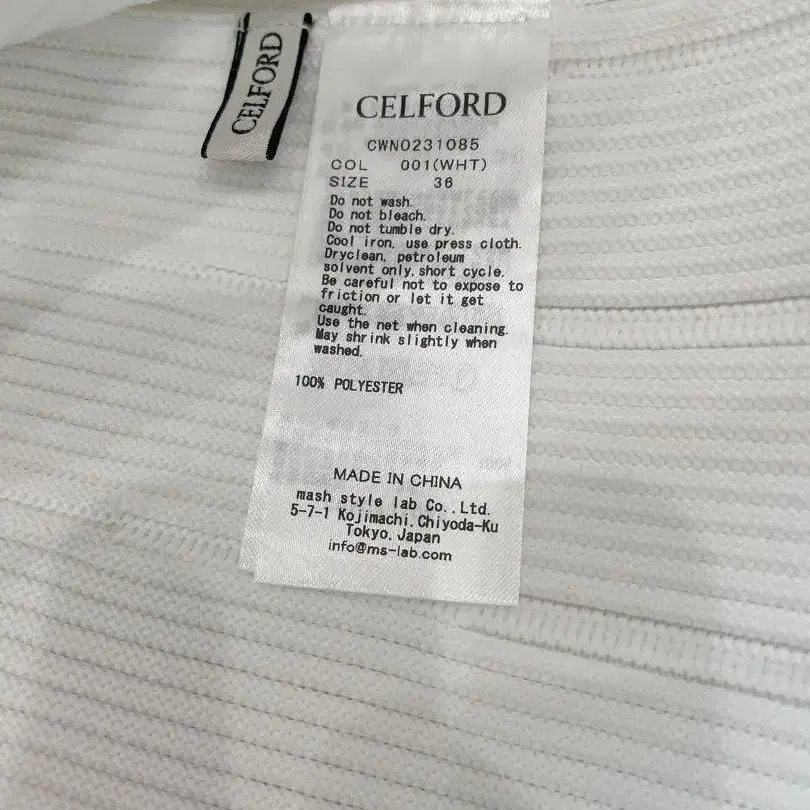 CELFORD
CELFORD
CWNO231085
COL 001(WHT)
SIZE 36
Do not wash.
Do not bleach.
Do not tumble dry.
Cool iron, use press cloth.
Dryclean, petroleum
solvent only, short cycle.
Be careful not to expose to
friction or let it get
caught.
Use the net when cleaning.
May shrink slightly when
washed.
100% POLYESTER
MADE IN CHINA
mash style lab Co., Ltd.
5-7-1 Kojimachi, Chiyoda-Ku
Tokyo, Japan
info@ms-lab.com